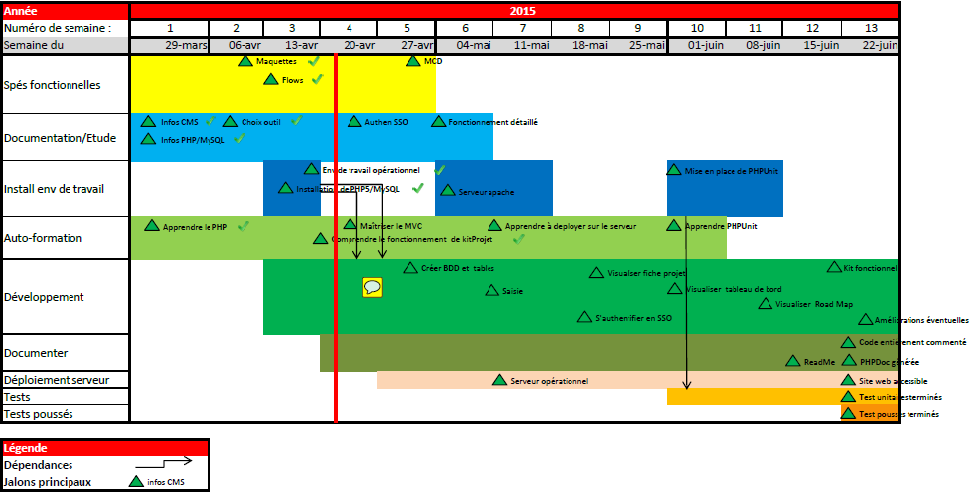 Année 2015
Numéro de semaine : 1 2 3 4 5 6 7 8 9 10 11 12 13
Semaine du 29-mars 06-avr 13-avr 20-avr 27-avr 04-mai 11-mai 18-mai 25-mai 01-juin 08-juin 15-juin 22-juin
Spés fonctionnelles
Maquettes MCD
Flows
Documentation/Etude
Infos CMS Choix outil Authen SSO Fonctionnement détaillé
Infos PHP/MySQL
Install env de travail
Env de travail opérationnel Mise en place de PHPUnit
Installation de PHP5/MySQL Serveur apache
Auto-formation
Apprendre le PHP Maîtriser le MVC Apprendre à deployer sur le serveur Apprendre PHPUnit
Comprendre le fonctionnement de kitProjet
Développement
Créer BDD et tables Visualser fiche projet Kit fonctionnel
Saisie Visualiser tableau de bord
Visualiser Road Map
S'authentifier en SSO Améliorations éventuelles
Documenter
Code entièrement commenté
ReadMe PHPDoc générée
Déploiement serveur Serveur opérationnel Site web accessible
Tests Test unitaires terminés
Tests poussés Test poussés terminés
Légende
Dépendances
Jalons principaux infos CMS